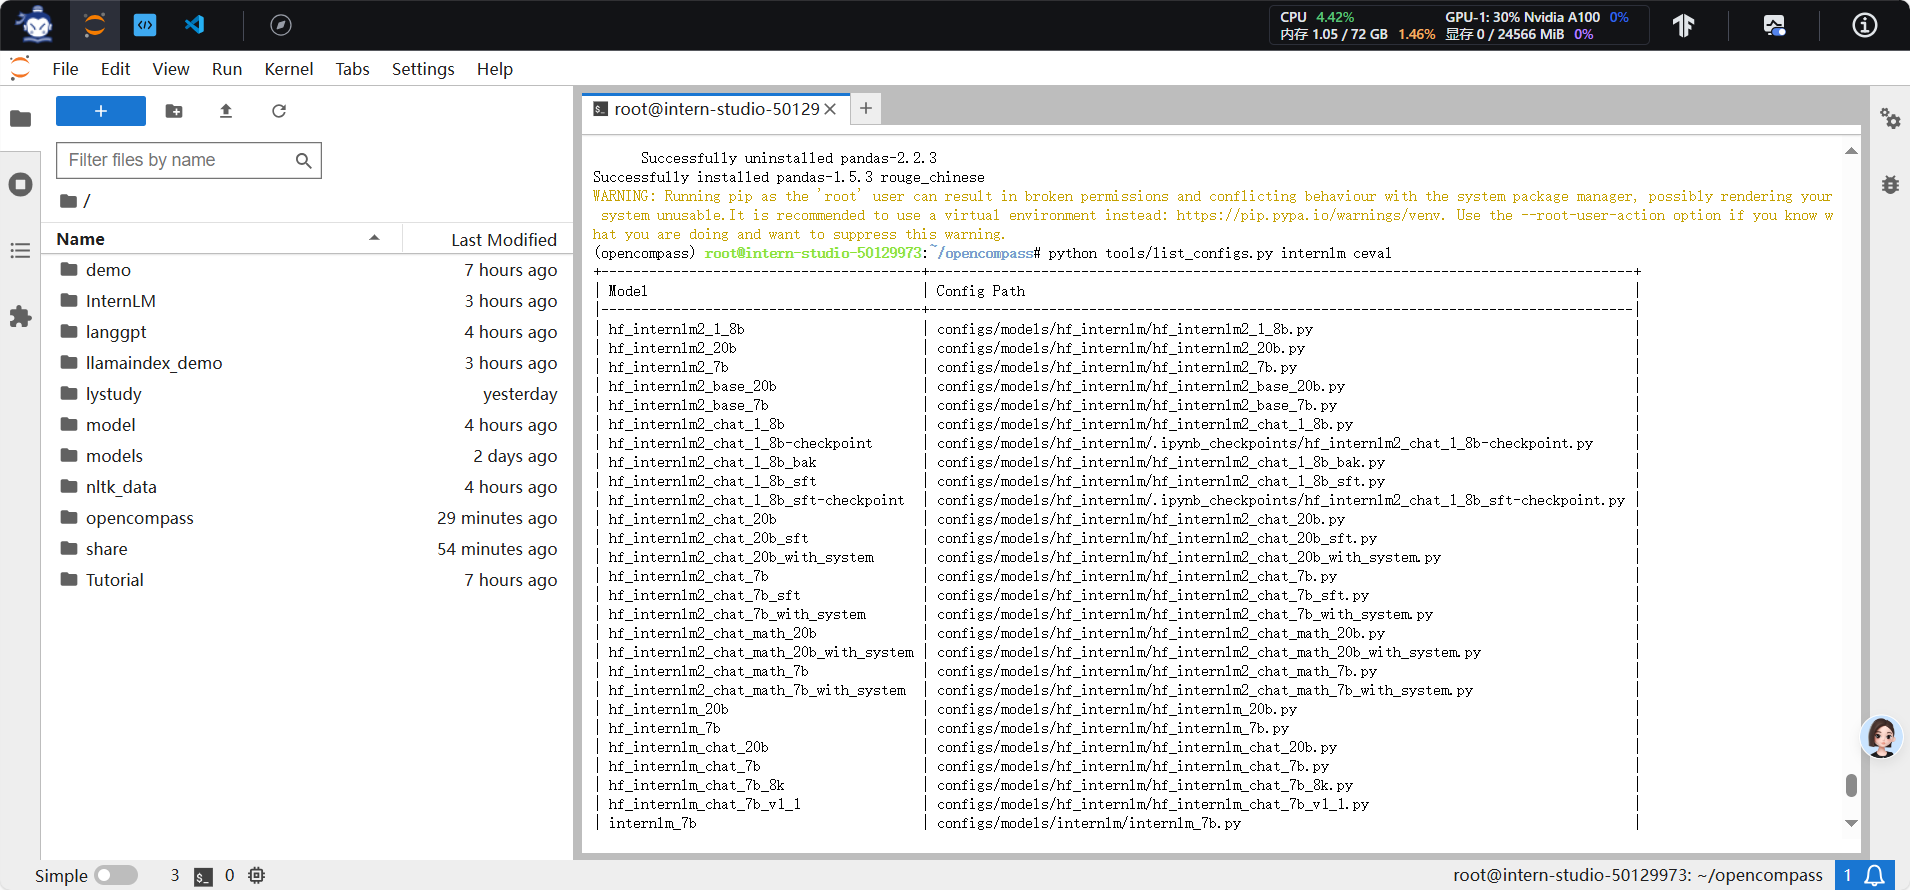 CPU 4.42% GPU-1: 30% Nvidia A100 0%
内存 1.05 / 72 GB 1.46% 显存 0 / 24566 MiB 0%
File Edit View Run Kernel Tabs Settings Help
Filter files by name
/
Name Last Modified
demo 7 hours ago
InternLM 3 hours ago
langgpt 4 hours ago
llamaindex_demo 3 hours ago
lystudy yesterday
model 4 hours ago
models 2 days ago
nltk_data 4 hours ago
opencompass 29 minutes ago
share 54 minutes ago
Tutorial 7 hours ago
root@intern-studio-50129
Successfully uninstalled pandas-2.2.3
Successfully installed pandas-1.5.3 rouge_chinese
WARNING: Running pip as the 'root' user can result in broken permissions and conflicting behaviour with the system package manager, possibly rendering your
system unusable.It is recommended to use a virtual environment instead: https://pip.pypa.io/warnings/venv. Use the --root-user-action option if you know w
hat you are doing and want to suppress this warning.
(opencompass) root@intern-studio-50129973:~/opencompass# python tools/list_configs.py internlm ceval
| Model | Config Path |
| hf_internlm2_1_8b | configs/models/hf_internlm/hf_internlm2_1_8b.py |
| hf_internlm2_20b | configs/models/hf_internlm/hf_internlm2_20b.py |
| hf_internlm2_7b | configs/models/hf_internlm/hf_internlm2_7b.py |
| hf_internlm2_base_20b | configs/models/hf_internlm/hf_internlm2_base_20b.py |
| hf_internlm2_base_7b | configs/models/hf_internlm/hf_internlm2_base_7b.py |
| hf_internlm2_chat_1_8b | configs/models/hf_internlm/hf_internlm2_chat_1_8b.py |
| hf_internlm2_chat_1_8b-checkpoint | configs/models/hf_internlm/.ipynb_checkpoints/hf_internlm2_chat_1_8b-checkpoint.py |
| hf_internlm2_chat_1_8b_bak | configs/models/hf_internlm/hf_internlm2_chat_1_8b_bak.py |
| hf_internlm2_chat_1_8b_sft | configs/models/hf_internlm/hf_internlm2_chat_1_8b_sft.py |
| hf_internlm2_chat_1_8b_sft-checkpoint | configs/models/hf_internlm/.ipynb_checkpoints/hf_internlm2_chat_1_8b_sft-checkpoint.py |
| hf_internlm2_chat_20b | configs/models/hf_internlm/hf_internlm2_chat_20b.py |
| hf_internlm2_chat_20b_sft | configs/models/hf_internlm/hf_internlm2_chat_20b_sft.py |
| hf_internlm2_chat_20b_with_system | configs/models/hf_internlm/hf_internlm2_chat_20b_with_system.py |
| hf_internlm2_chat_7b | configs/models/hf_internlm/hf_internlm2_chat_7b.py |
| hf_internlm2_chat_7b_sft | configs/models/hf_internlm/hf_internlm2_chat_7b_sft.py |
| hf_internlm2_chat_7b_with_system | configs/models/hf_internlm/hf_internlm2_chat_7b_with_system.py |
| hf_internlm2_chat_math_20b | configs/models/hf_internlm/hf_internlm2_chat_math_20b.py |
| hf_internlm2_chat_math_20b_with_system | configs/models/hf_internlm/hf_internlm2_chat_math_20b_with_system.py |
| hf_internlm2_chat_math_7b | configs/models/hf_internlm/hf_internlm2_chat_math_7b.py |
| hf_internlm2_chat_math_7b_with_system | configs/models/hf_internlm/hf_internlm2_chat_math_7b_with_system.py |
| hf_internlm_20b | configs/models/hf_internlm/hf_internlm_20b.py |
| hf_internlm_7b | configs/models/hf_internlm/hf_internlm_7b.py |
| hf_internlm_chat_20b | configs/models/hf_internlm/hf_internlm_chat_20b.py |
| hf_internlm_chat_7b | configs/models/hf_internlm/hf_internlm_chat_7b.py |
| hf_internlm_chat_7b_8k | configs/models/hf_internlm/hf_internlm_chat_7b_8k.py |
| hf_internlm_chat_7b_v1_1 | configs/models/hf_internlm/hf_internlm_chat_7b_v1_1.py |
| internlm_7b | configs/models/internlm/internlm_7b.py |
Simple 3 0 root@intern-studio-50129973: ~/opencompass 1